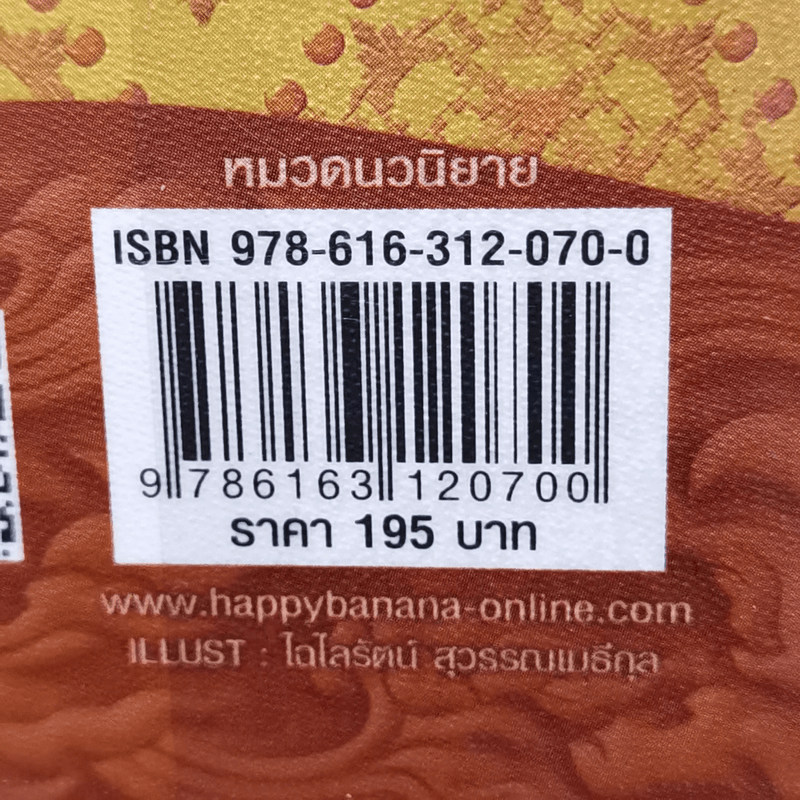 หมวดนวนิยาย
ISBN 978-616-312-070-0
9 786163 120700
ราคา 195 บาท
www.happybanana-online.com
ILLUST : ไฉไลรัตน์ สุวรรณเมธีกุล